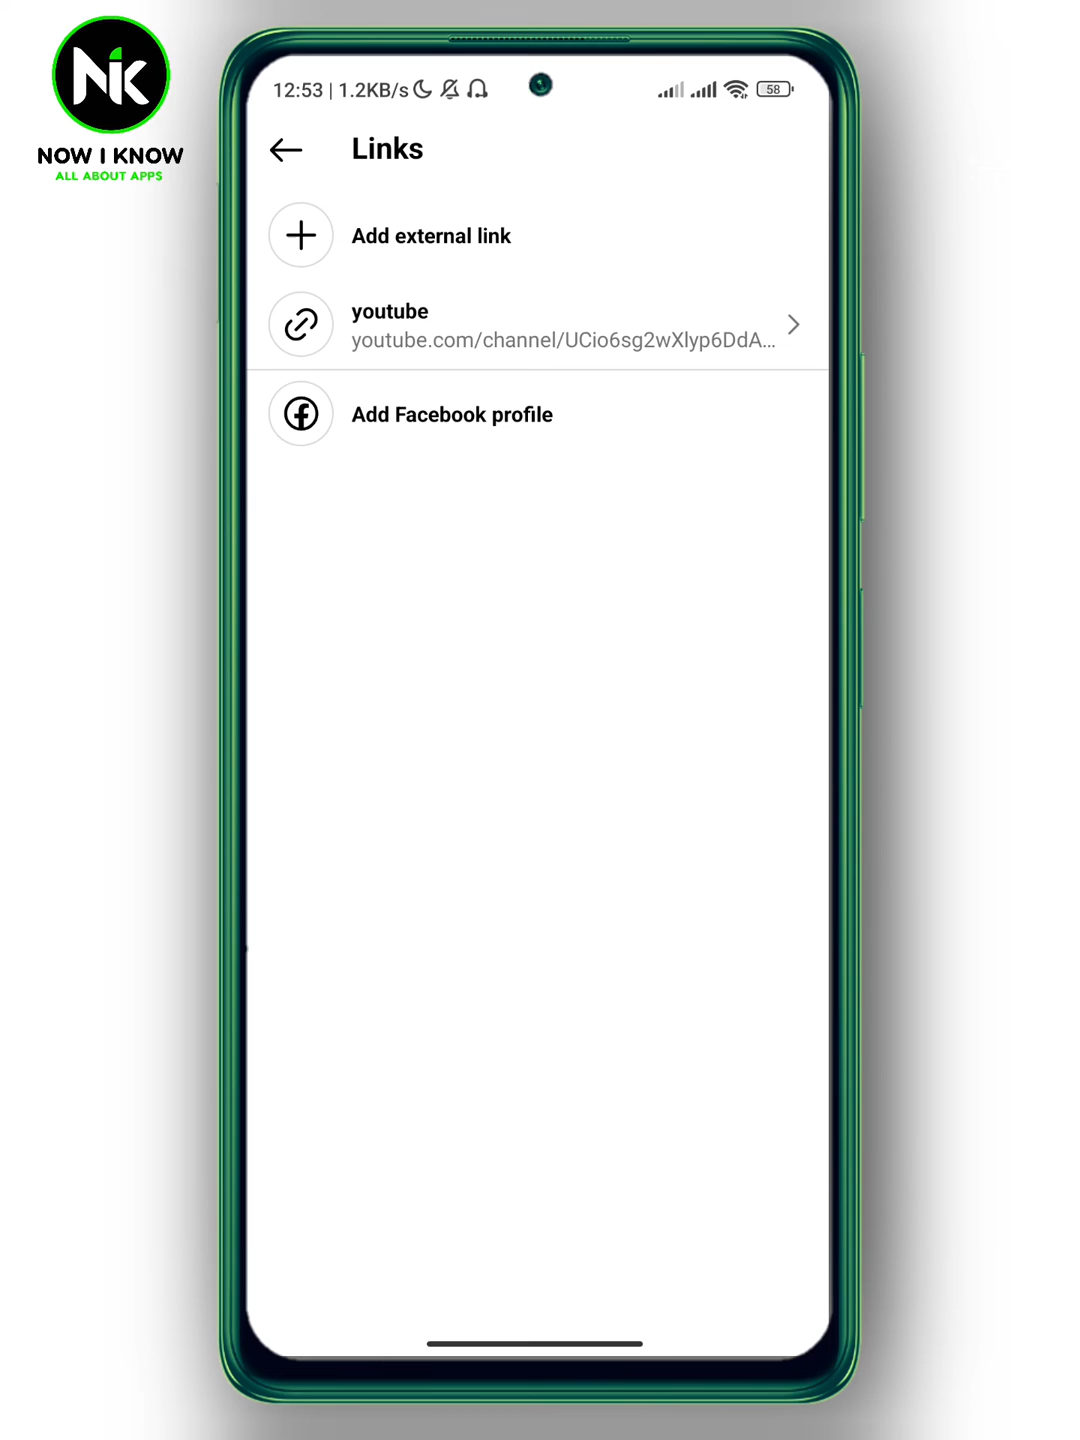 NIK
NOW I KNOW
ALL ABOUT APPS
12:53 | 1.2KB/s
58
Links
Add external link
youtube
youtube.com/channel/UCio6sg2wXlyp6DdA...
Add Facebook profile